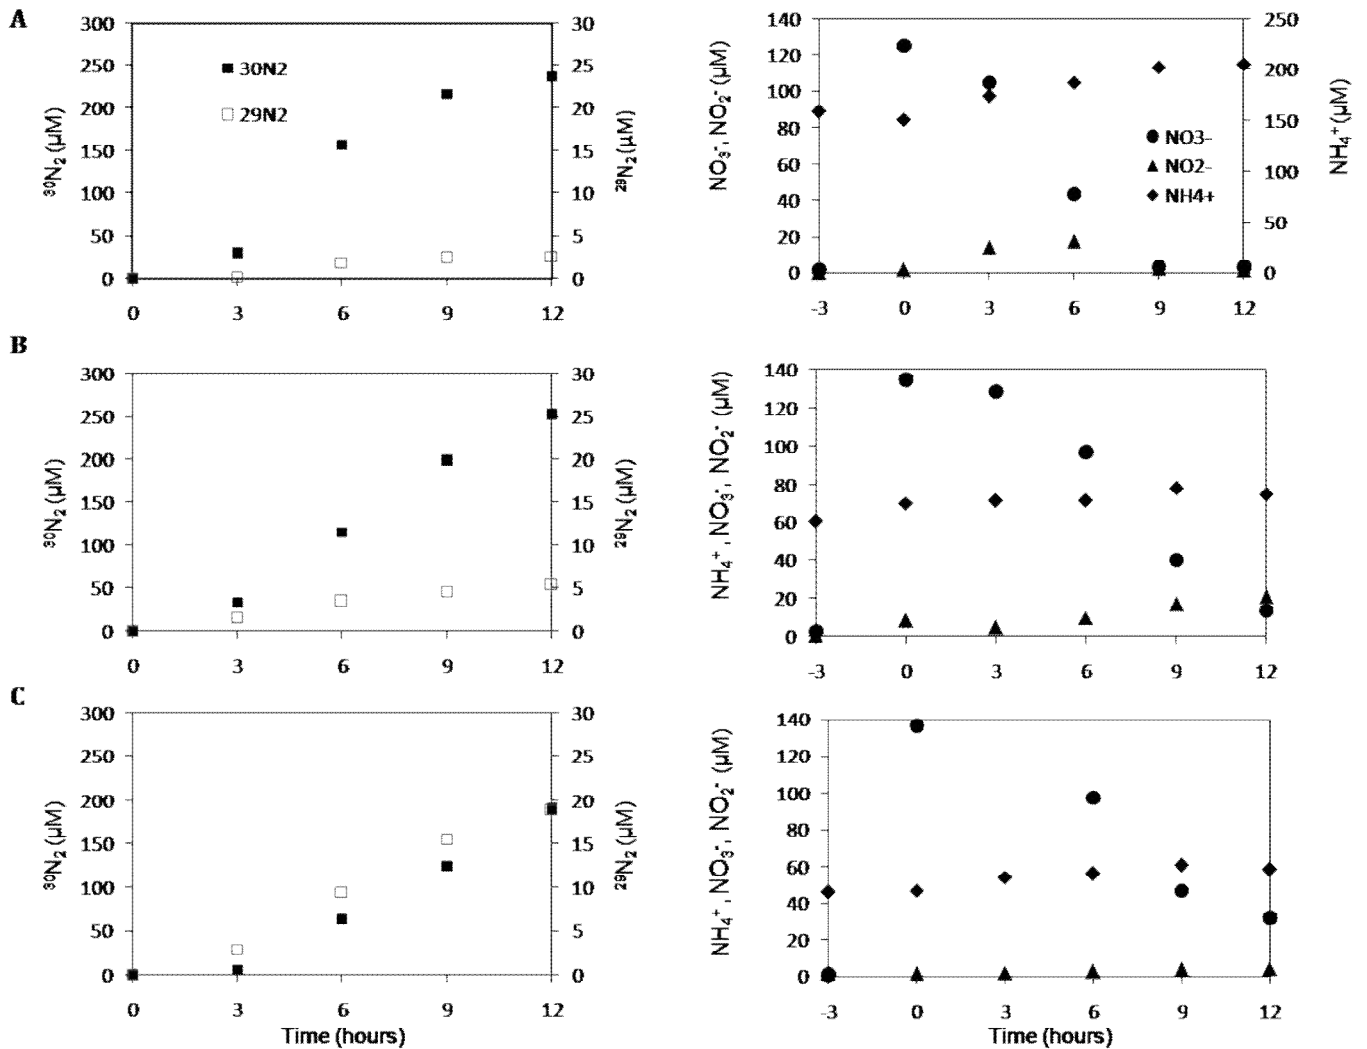 A
³⁰N₂ (µM)
300
250
200
150
100
50
0
30N2
29N2
30
25
20
15
10
5
0
²⁹N₂ (µM)
0 3 6 9 12
NO₃⁻, NO₂⁻ (µM)
140
120
100
80
60
40
20
0
NO3-
NO2-
NH4+
250
200
150
100
50
0
NH₄⁺ (µM)
-3 0 3 6 9 12
B
³⁰N₂ (µM)
300
250
200
150
100
50
0
30
25
20
15
10
5
0
²⁹N₂ (µM)
0 3 6 9 12
NH₄⁺, NO₃⁻, NO₂⁻ (µM)
140
120
100
80
60
40
20
0
-3 0 3 6 9 12
C
³⁰N₂ (µM)
300
250
200
150
100
50
0
30
25
20
15
10
5
0
²⁹N₂ (µM)
0 3 6 9 12
Time (hours)
NH₄⁺, NO₃⁻, NO₂⁻ (µM)
140
120
100
80
60
40
20
0
-3 0 3 6 9 12
Time (hours)